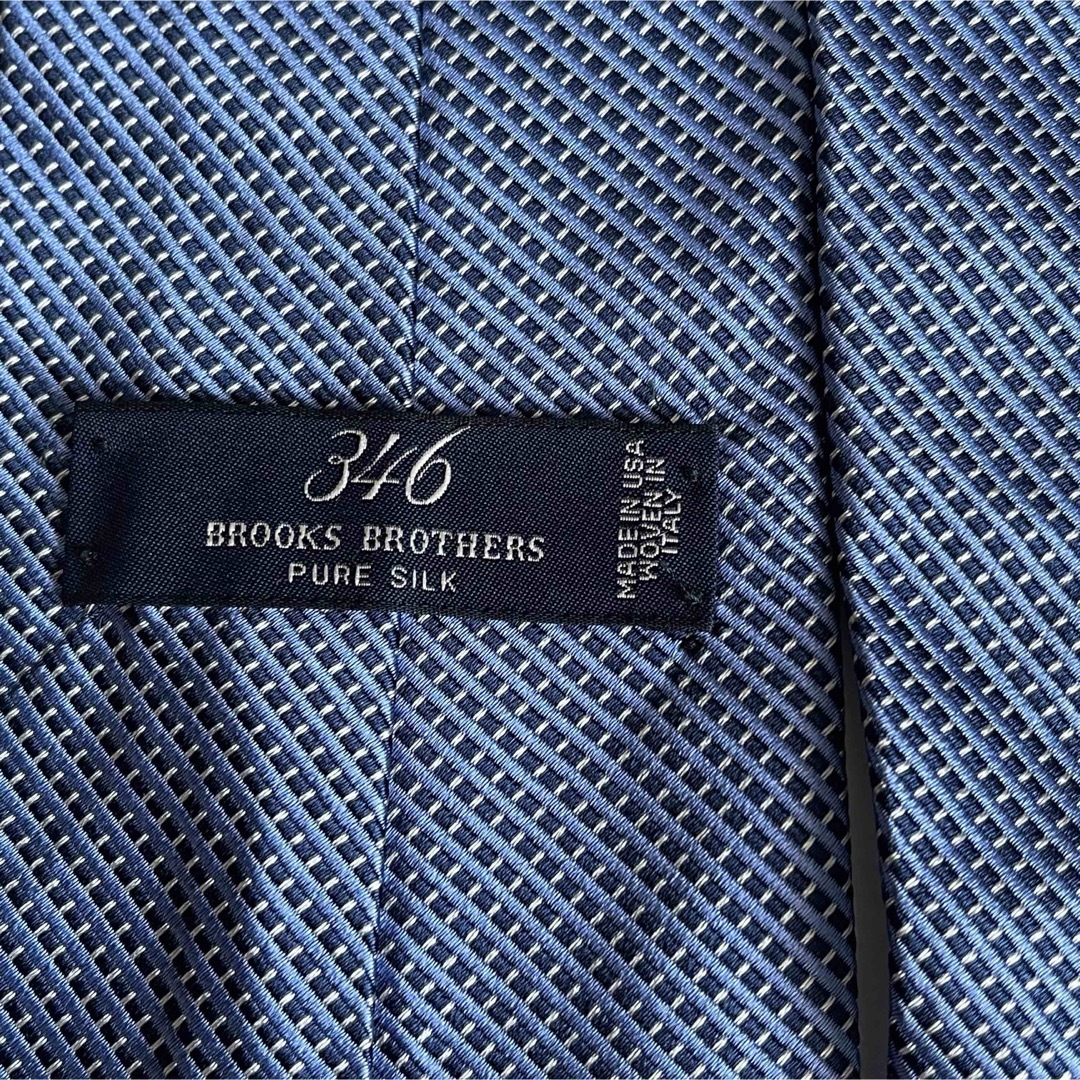 346
BROOKS BROTHERS
PURE SILK
MADE IN USA
WOVEN IN
ITALY